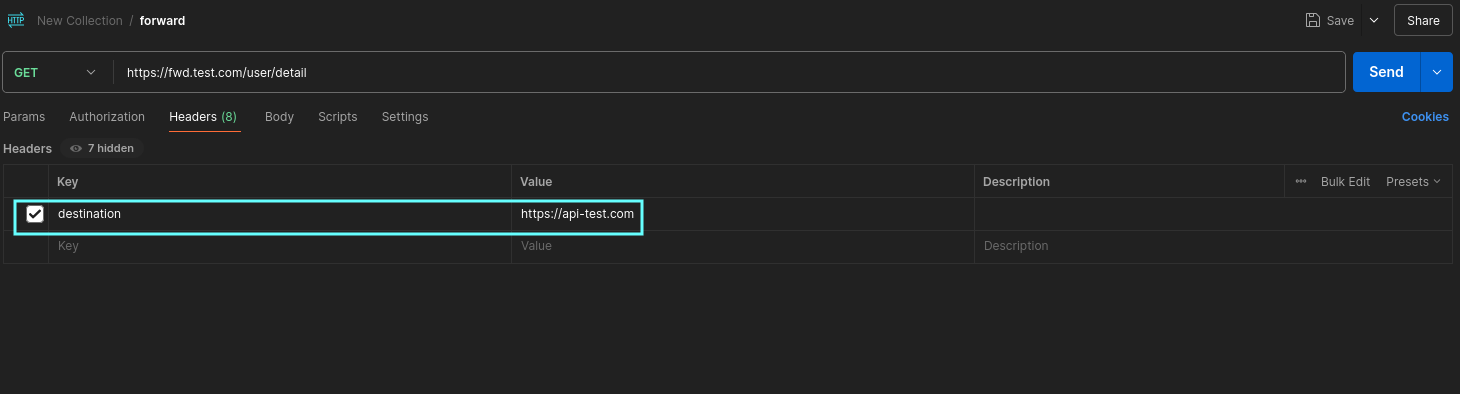 HTTP New Collection / forward Save Share
GET https://fwd.test.com/user/detail Send
Params Authorization Headers (8) Body Scripts Settings Cookies
Headers 7 hidden
Key Value Description ••• Bulk Edit Presets
destination https://api-test.com
Key Value Description